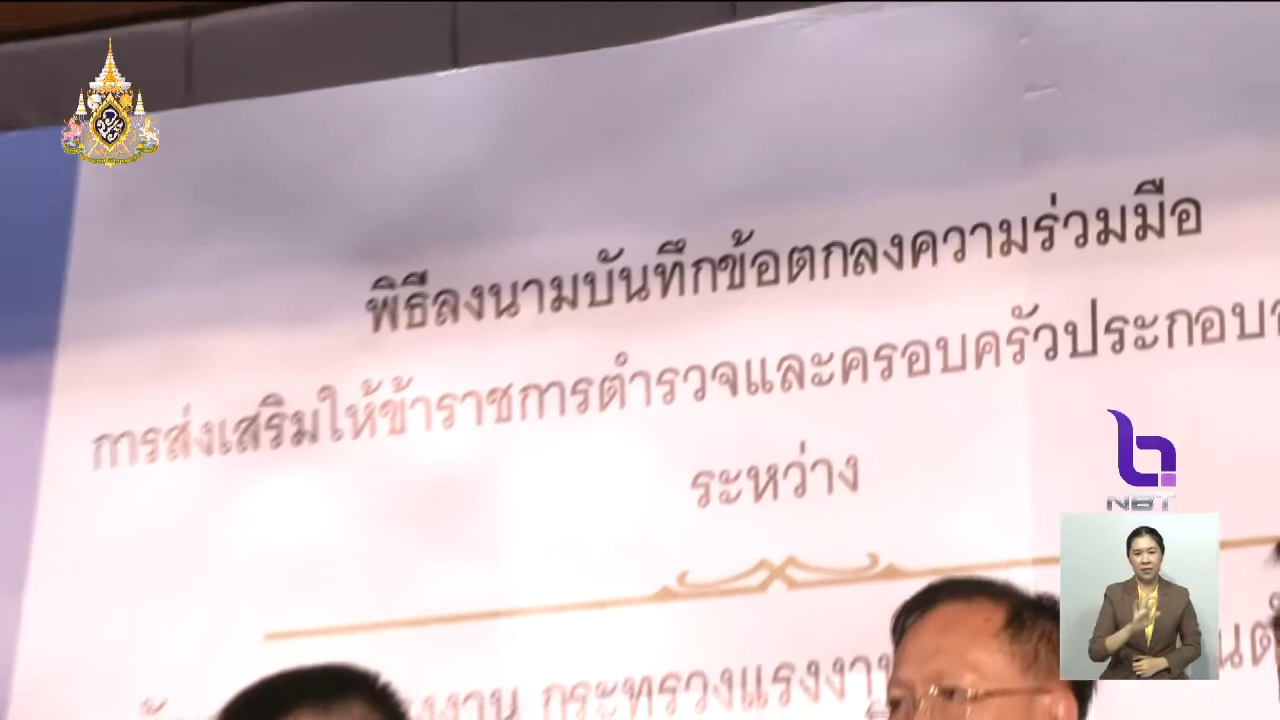 พิธีลงนามบันทึกข้อตกลงความร่วมมือ
การส่งเสริมให้ข้าราชการตำรวจและครอบครัวประกอบ
ระหว่าง
กระทรวงแรงงาน
NBT